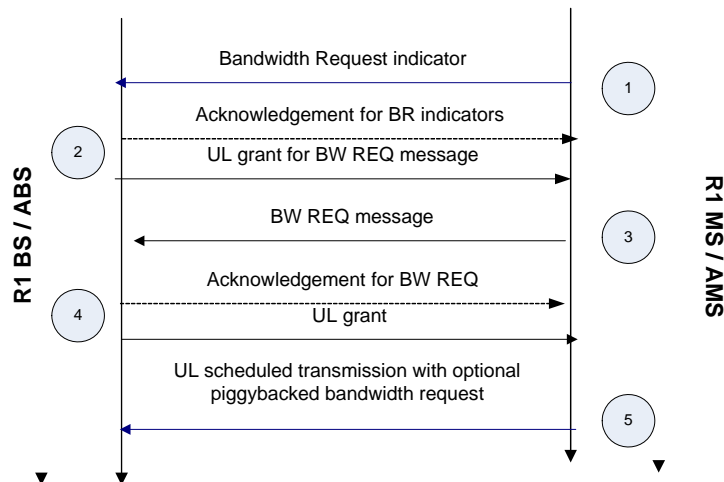 Bandwidth Request indicator
1
Acknowledgement for BR indicators
2
UL grant for BW REQ message
R1 BS / ABS
R1 MS / AMS
BW REQ message
3
Acknowledgement for BW REQ
4
UL grant
UL scheduled transmission with optional
piggybacked bandwidth request
5